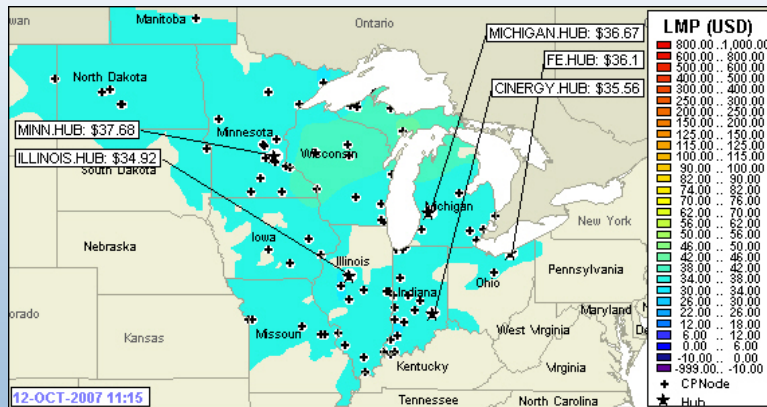 Manitoba
Ontario
MICHIGAN.HUB: $36.67
FE.HUB: $36.1
CINERGY.HUB: $35.56
North Dakota
MINN.HUB: $37.68
Minnesota
ILLINOIS.HUB: $34.92
Wisconsin
South Dakota
Michigan
New York
Nebraska
Iowa
Illinois
Indiana
Ohio
Pennsylvania
orado
Kansas
Missouri
Maryland
West Virginia
Kentucky
Virginia
Tennessee
North Carolina
12-OCT-2007 11:15
LMP (USD)
800.00 .. 1,000.00
600.00 .. 800.00
500.00 .. 600.00
400.00 .. 500.00
300.00 .. 400.00
250.00 .. 300.00
200.00 .. 250.00
150.00 .. 200.00
125.00 .. 150.00
115.00 .. 125.00
100.00 .. 115.00
90.00 .. 100.00
82.00 .. 90.00
74.00 .. 82.00
70.00 .. 74.00
62.00 .. 70.00
56.00 .. 62.00
50.00 .. 56.00
46.00 .. 50.00
42.00 .. 46.00
38.00 .. 42.00
34.00 .. 38.00
30.00 .. 34.00
26.00 .. 30.00
22.00 .. 26.00
18.00 .. 22.00
12.00 .. 18.00
6.00 .. 12.00
0.00 .. 6.00
-10.00 .. 0.00
-999.00 .. -10.00
CPNode
Hub